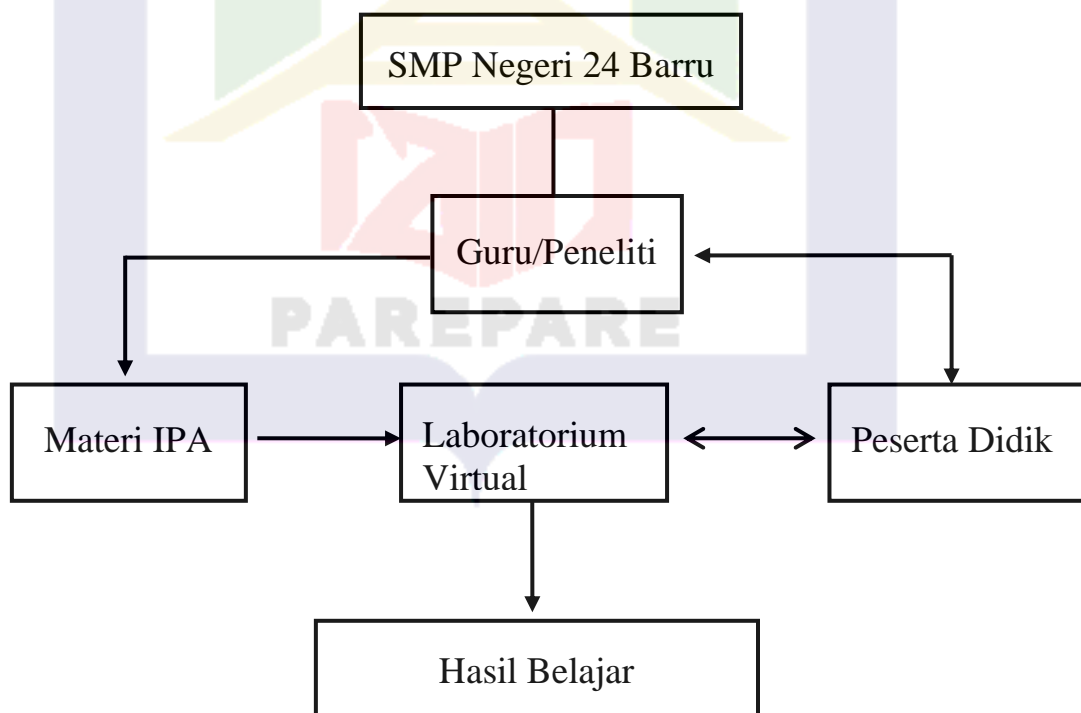 SMP Negeri 24 Barru
Guru/Peneliti
PAREPARE
Materi IPA
Laboratorium
Virtual
Peserta Didik
Hasil Belajar